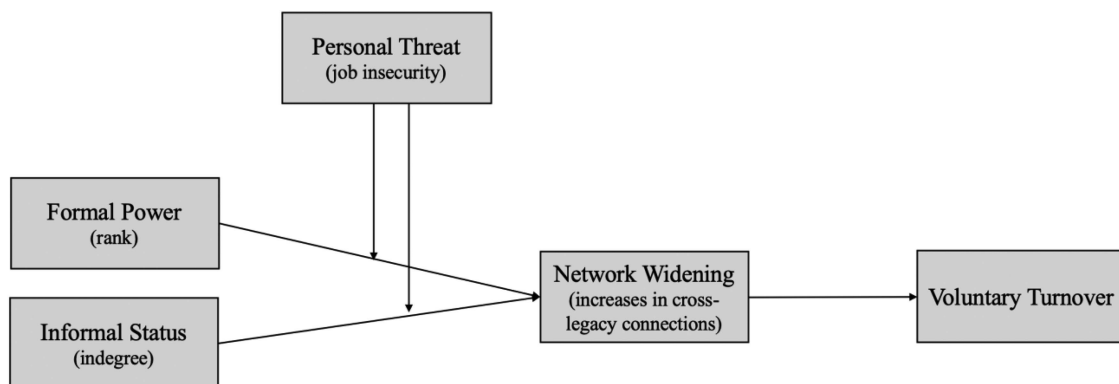 Personal Threat
(job insecurity)
Formal Power
(rank)
Informal Status
(indegree)
Network Widening
(increases in cross-
legacy connections)
Voluntary Turnover